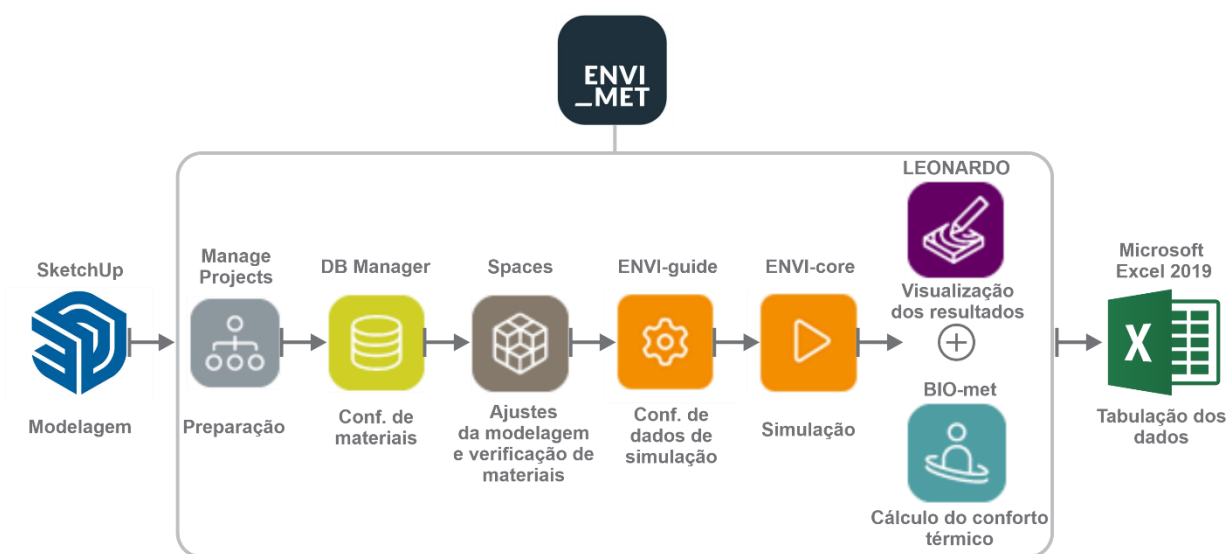 ENVI
_MET
SketchUp
Modelagem
Manage
Projects
Preparação
DB Manager
Conf. de
materiais
Spaces
Ajustes
da modelagem
e verificação de
materiais
ENVI-guide
Conf. de
dados de
simulação
ENVI-core
Simulação
LEONARDO
Visualização
dos resultados
BIO-met
Cálculo do conforto
térmico
Microsoft
Excel 2019
X
Tabulação dos
dados